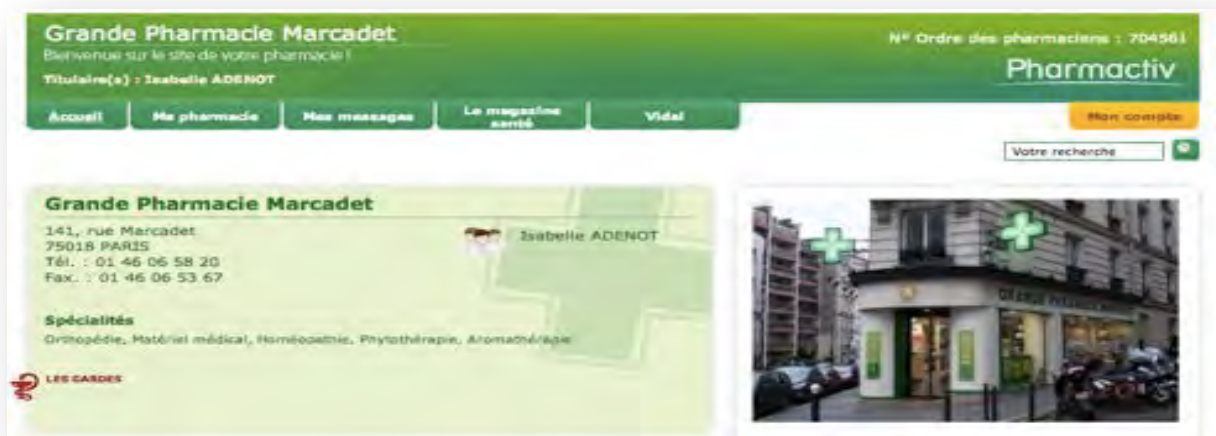 Grande Pharmacie Marcadet
Bienvenue sur le site de votre pharmacie !
Titulaire(s) : Isabelle ADENOT
N° Ordre des pharmaciens : 704561
Pharmactiv
Accueil
Ma pharmacie
Mes messages
Le magazine
santé
Vidal
Mon compte
Votre recherche
Grande Pharmacie Marcadet
141, rue Marcadet
75018 PARIS
Tél. : 01 46 06 58 20
Fax. : 01 46 06 53 67
Isabelle ADENOT
Spécialités
Orthopédie, Matériel médical, Homéopathie, Phytothérapie, Aromathérapie
LES GARDES
GRANDE PHARMACIE